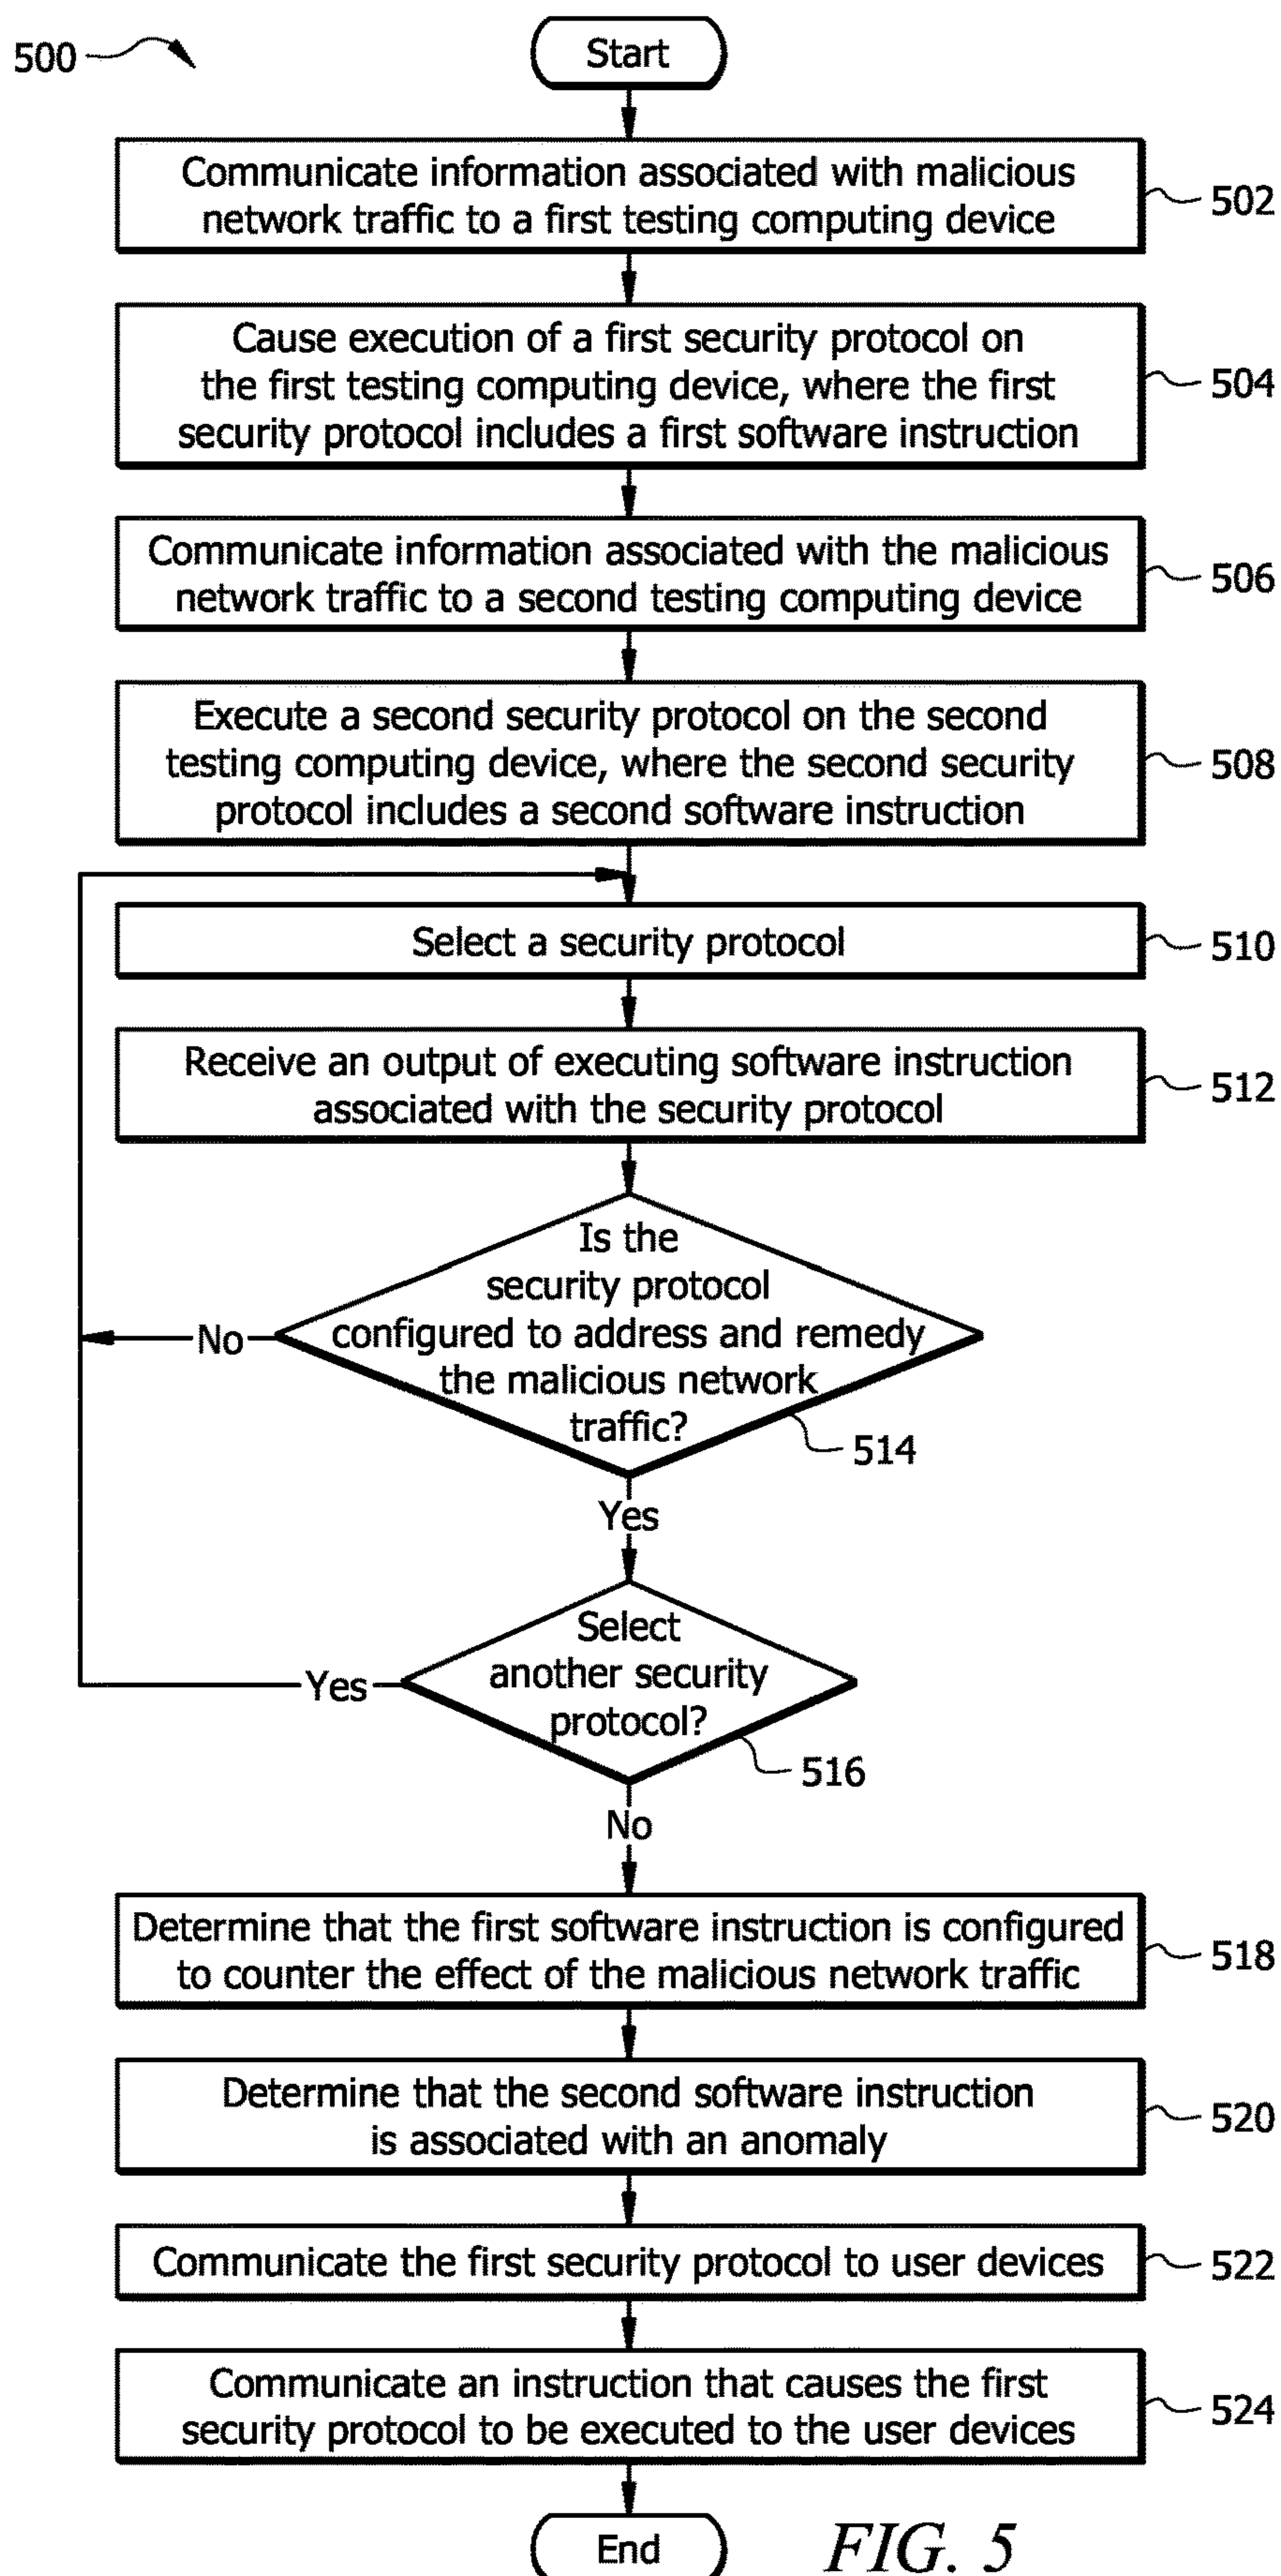 500
Start
Communicate information associated with malicious
network traffic to a first testing computing device
502
Cause execution of a first security protocol on
the first testing computing device, where the first
security protocol includes a first software instruction
504
Communicate information associated with the malicious
network traffic to a second testing computing device
506
Execute a second security protocol on the second
testing computing device, where the second security
protocol includes a second software instruction
508
Select a security protocol
510
Receive an output of executing software instruction
associated with the security protocol
512
Is the
security protocol
configured to address and remedy
the malicious network
traffic?
514
No
Yes
Select
another security
protocol?
516
Yes
No
Determine that the first software instruction is configured
to counter the effect of the malicious network traffic
518
Determine that the second software instruction
is associated with an anomaly
520
Communicate the first security protocol to user devices
522
Communicate an instruction that causes the first
security protocol to be executed to the user devices
524
End
FIG. 5